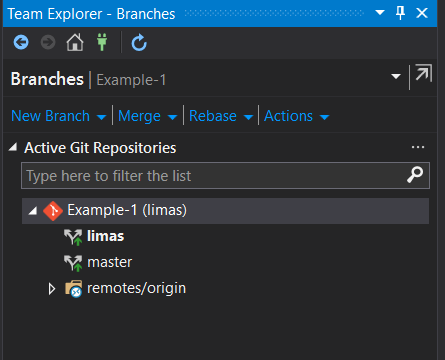 Team Explorer - Branches
Branches | Example-1
New Branch | Merge | Rebase | Actions
Active Git Repositories ...
Type here to filter the list
Example-1 (limas)
limas
master
remotes/origin